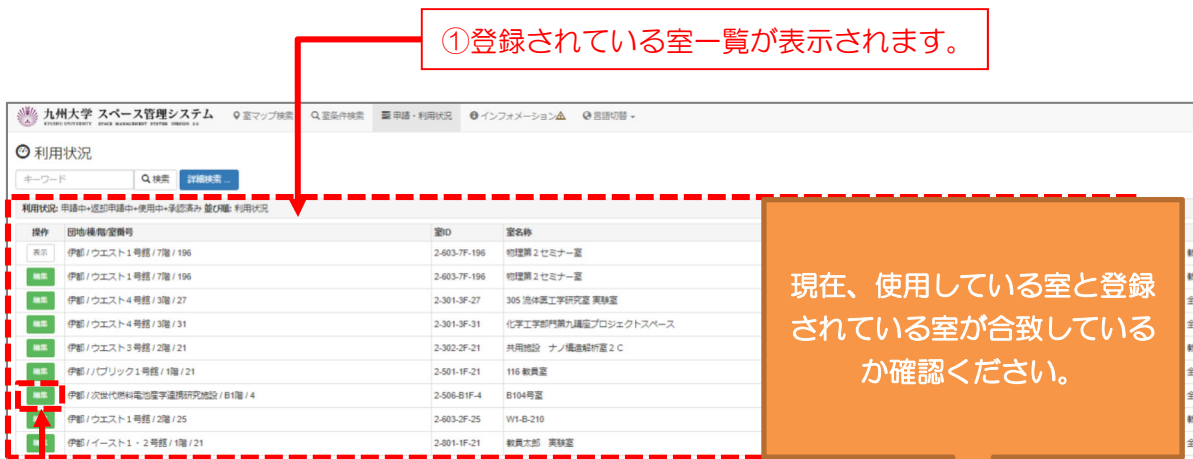 ①登録されている室一覧が表示されます。
九州大学 スペース管理システム
KYUSHU UNIVERSITY SPACE MANAGEMENT SYSTEM VERSION
室マップ検索 室条件検索 申請・利用状況 インフォメーション 言語切替
利用状況
キーワード 検索 詳細検索 ...
利用状況: 申請中+返却申請中+使用中+承認済み 並び順: 利用状況
操作 団地/棟/階/室番号 室ID 室名称
表示 伊都 / ウエスト1号館 / 7階 / 196 2-603-7F-196 物理第2セミナー室
編集 伊都 / ウエスト1号館 / 7階 / 196 2-603-7F-196 物理第2セミナー室
編集 伊都 / ウエスト4号館 / 3階 / 27 2-301-3F-27 305 流体医工学研究室 実験室
編集 伊都 / ウエスト4号館 / 3階 / 31 2-301-3F-31 化学工学部門第九講座プロジェクトスペース
編集 伊都 / ウエスト3号館 / 2階 / 21 2-302-2F-21 共用施設 ナノ構造解析室2C
編集 伊都 / パブリック1号館 / 1階 / 21 2-501-1F-21 116 教員室
編集 伊都 / 次世代燃料電池産学連携研究施設 / B1階 / 4 2-506-B1F-4 B104号室
伊都 / ウエスト1号館 / 2階 / 25 2-603-2F-25 W1-B-210
伊都 / イースト1・2号館 / 1階 / 21 2-801-1F-21 教員太郎 実験室
現在、使用している室と登録
されている室が合致している
か確認ください。